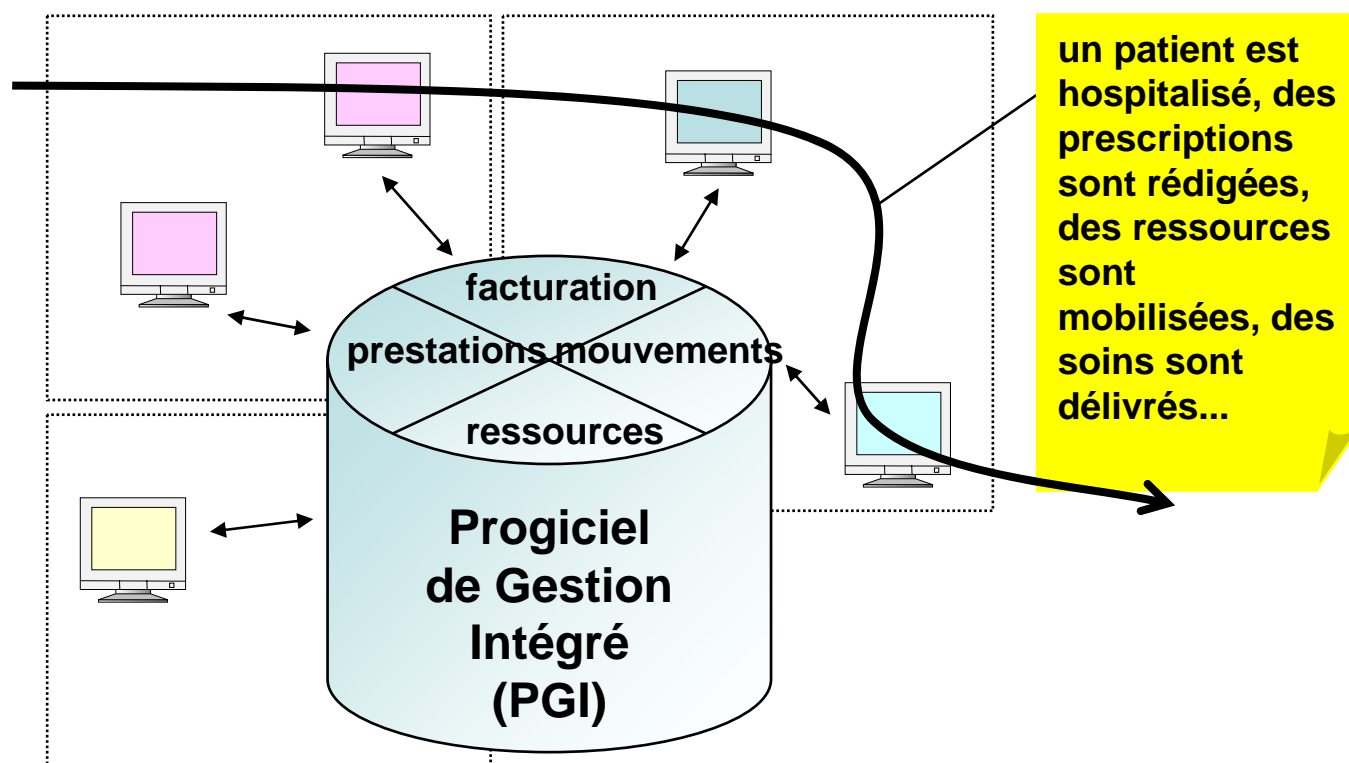 un patient est
hospitalisé, des
prescriptions
sont rédigées,
des ressources
sont
mobilisées, des
soins sont
délivrés...
facturation
prestations mouvements
ressources
Progiciel
de Gestion
Intégré
(PGI)